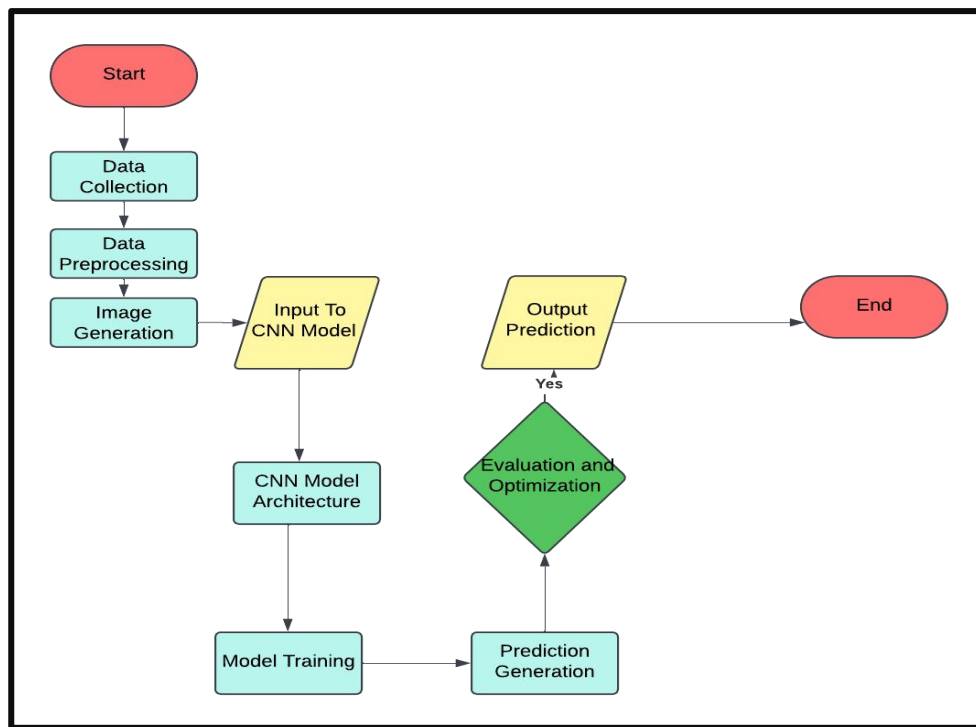 Start
Data
Collection
Data
Preprocessing
Image
Generation
Input To
CNN Model
CNN Model
Architecture
Model Training
Prediction
Generation
Evaluation and
Optimization
Yes
Output
Prediction
End